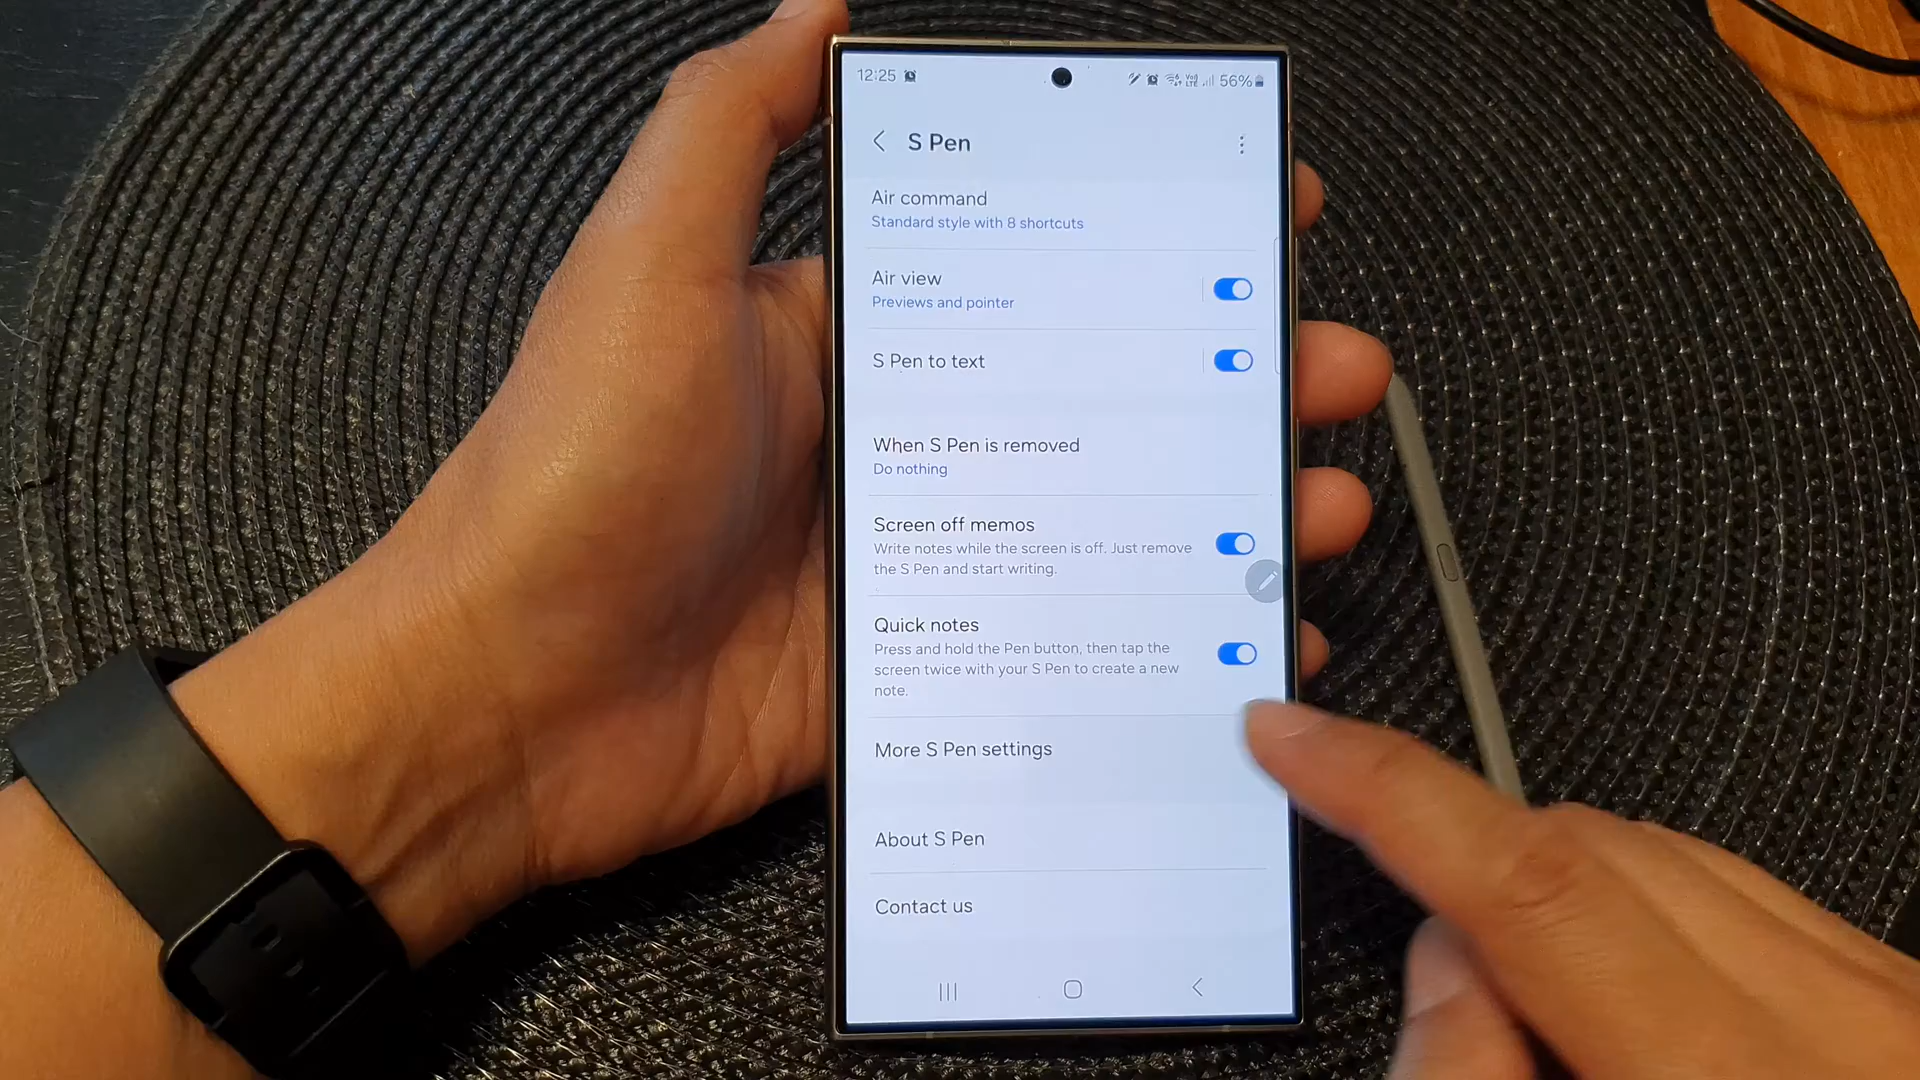 12:25
56%
S Pen
Air command
Standard style with 8 shortcuts
Air view
Previews and pointer
S Pen to text
When S Pen is removed
Do nothing
Screen off memos
Write notes while the screen is off. Just remove
the S Pen and start writing.
Quick notes
Press and hold the Pen button, then tap the
screen twice with your S Pen to create a new
note.
More S Pen settings
About S Pen
Contact us